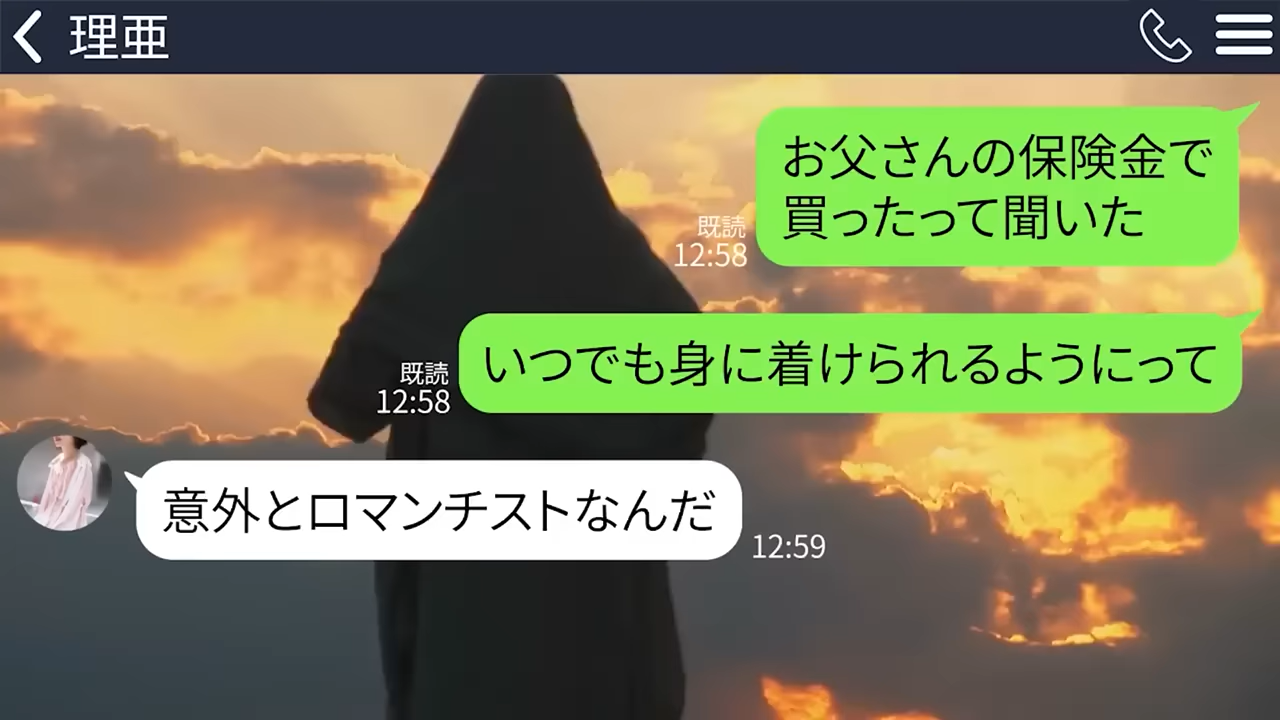 理亜
お父さんの保険金で
買ったって聞いた
既読
12:58
いつでも身に着けられるようにって
既読
12:58
意外とロマンチストなんだ
12:59